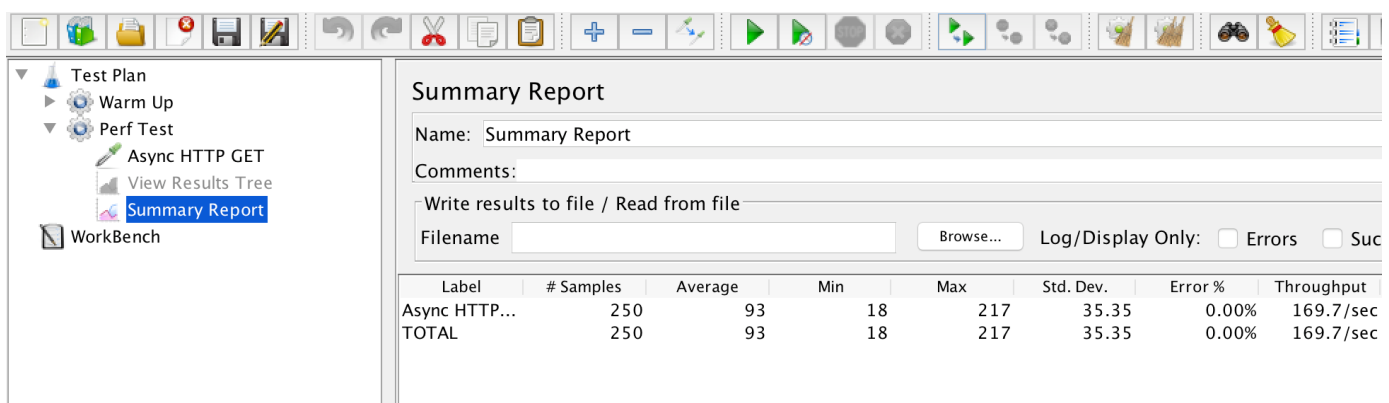 STOP
Test Plan
Warm Up
Perf Test
Async HTTP GET
View Results Tree
Summary Report
WorkBench
Summary Report
Name: Summary Report
Comments:
Write results to file / Read from file
Filename Browse... Log/Display Only: Errors Suc
Label # Samples Average Min Max Std. Dev. Error % Throughput
Async HTTP... 250 93 18 217 35.35 0.00% 169.7/sec
TOTAL 250 93 18 217 35.35 0.00% 169.7/sec